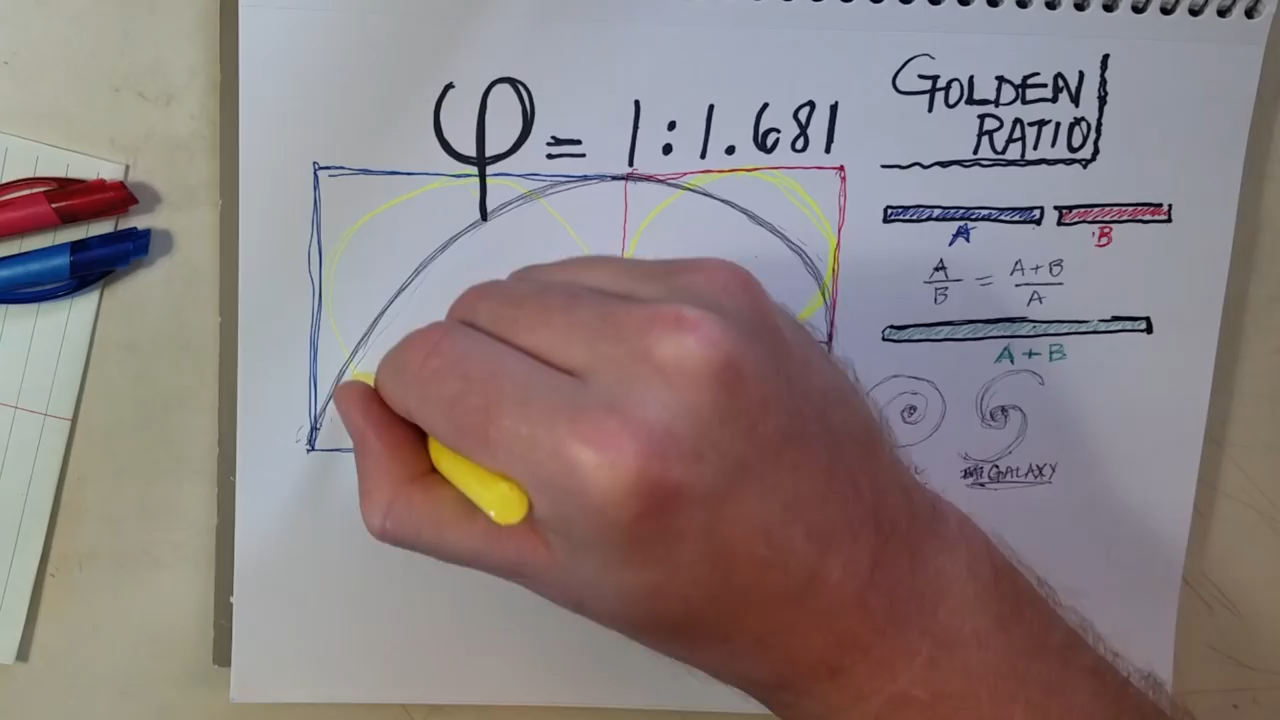 φ = 1:1.681
GOLDEN
RATIO
A B
A/B = A+B/A
A+B
GALAXY